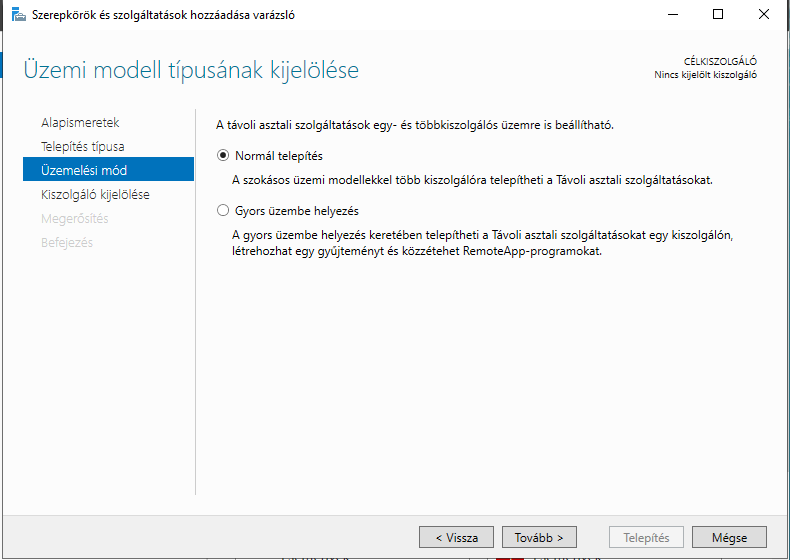 Szerepkörök és szolgáltatások hozzáadása varázsló
Üzemi modell típusának kijelölése
CÉLKISZOLGÁLÓ
Nincs kijelölt kiszolgáló
Alapismeretek
Telepítés típusa
Üzemelési mód
Kiszolgáló kijelölése
Megerősítés
Befejezés
A távoli asztali szolgáltatások egy- és többkiszolgálós üzemre is beállítható.
Normál telepítés
A szokásos üzemi modellekkel több kiszolgálóra telepítheti a Távoli asztali szolgáltatásokat.
Gyors üzembe helyezés
A gyors üzembe helyezés keretében telepítheti a Távoli asztali szolgáltatásokat egy kiszolgálón,
létrehozhat egy gyűjteményt és közzétehet RemoteApp-programokat.
< Vissza
Tovább >
Telepítés
Mégse